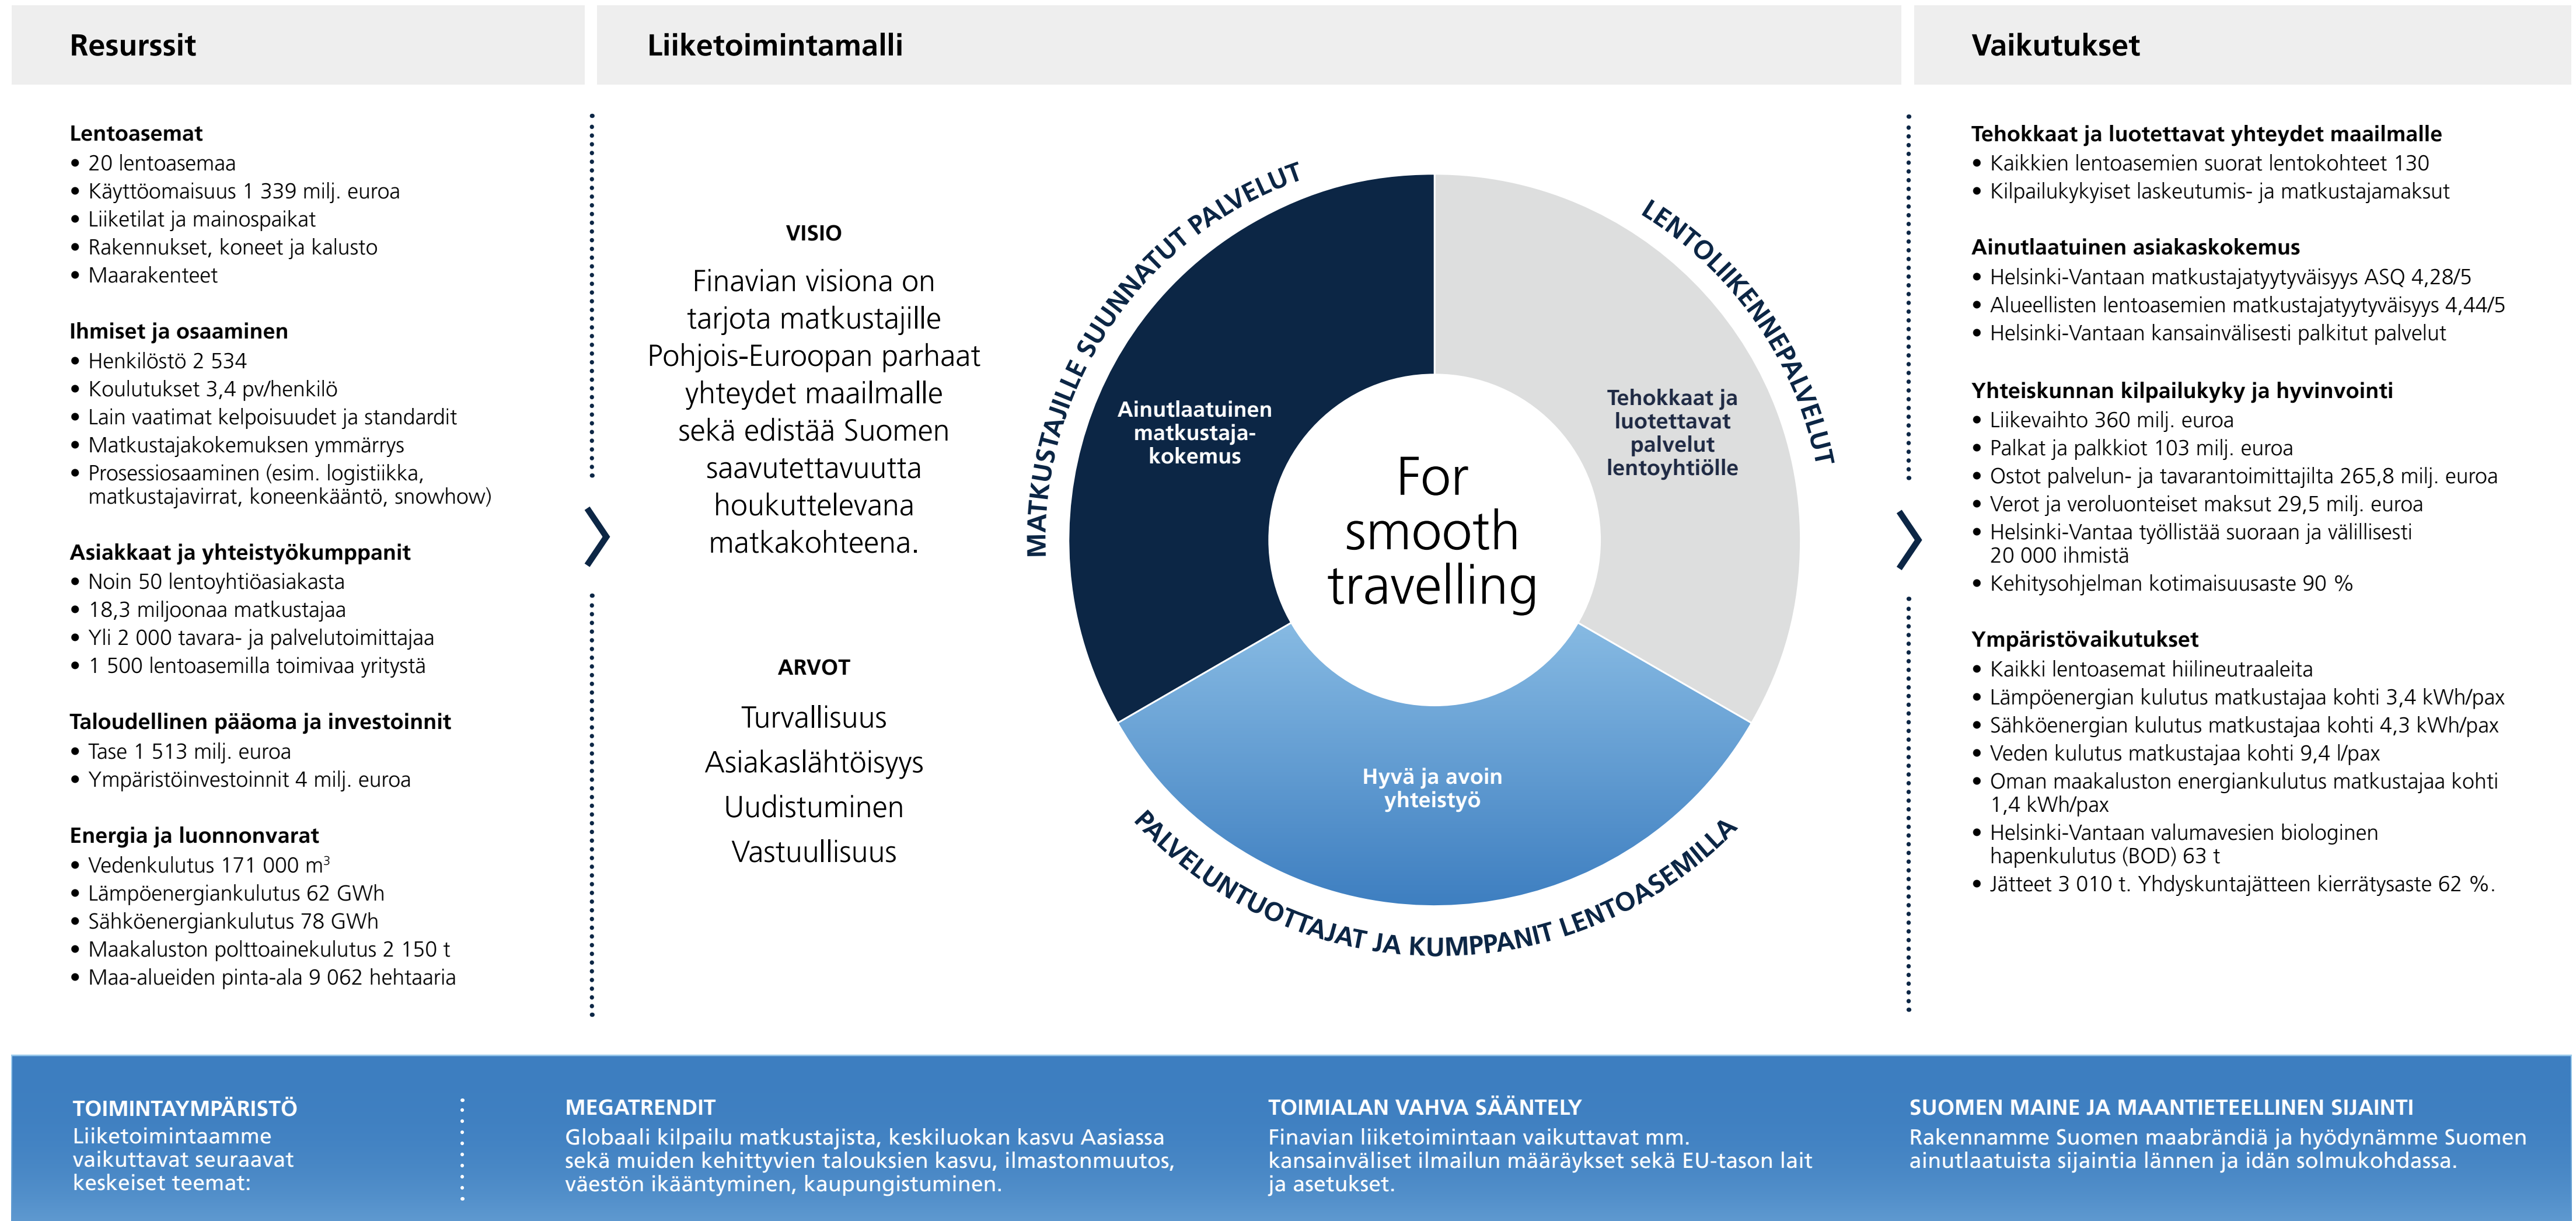 Resurssit
Lentoasemat
• 20 lentoasemaa
• Käyttöomaisuus 1 339 milj. euroa
• Liiketilat ja mainospaikat
• Rakennukset, koneet ja kalusto
• Maarakenteet
Ihmiset ja osaaminen
• Henkilöstö 2 534
• Koulutukset 3,4 pv/henkilö
• Lain vaatimat kelpoisuudet ja standardit
• Matkustajakokemuksen ymmärrys
• Prosessiosaaminen (esim. logistiikka,
matkustajavirrat, koneenkääntö, snowhow)
Asiakkaat ja yhteistyökumppanit
• Noin 50 lentoyhtiöasiakasta
• 18,3 miljoonaa matkustajaa
• Yli 2 000 tavara- ja palvelutoimittajaa
• 1 500 lentoasemilla toimivaa yritystä
Taloudellinen pääoma ja investoinnit
• Tase 1 513 milj. euroa
• Ympäristöinvestoinnit 4 milj. euroa
Energia ja luonnonvarat
• Vedenkulutus 171 000 m³
• Lämpöenergiankulutus 62 GWh
• Sähköenergiankulutus 78 GWh
• Maakaluston polttoainekulutus 2 150 t
• Maa-alueiden pinta-ala 9 062 hehtaaria
Liiketoimintamalli
VISIO
Finavian visiona on
tarjota matkustajille
Pohjois-Euroopan parhaat
yhteydet maailmalle
sekä edistää Suomen
saavutettavuutta
houkuttelevana
matkakohteena.
ARVOT
Turvallisuus
Asiakaslähtöisyys
Uudistuminen
Vastuullisuus
MATKUSTAJILLE SUUNNATUT PALVELUT
Ainutlaatuinen
matkustaja-
kokemus
LENTOLIIKENNEPALVELUT
Tehokkaat ja
luotettavat
palvelut
lentoyhtiölle
For
smooth
travelling
Hyvä ja avoin
yhteistyö
PALVELUNTUOTTAJAT JA KUMPPANIT LENTOASEMILLA
Vaikutukset
Tehokkaat ja luotettavat yhteydet maailmalle
• Kaikkien lentoasemien suorat lentokohteet 130
• Kilpailukykyiset laskeutumis- ja matkustajamaksut
Ainutlaatuinen asiakaskokemus
• Helsinki-Vantaan matkustajatyytyväisyys ASQ 4,28/5
• Alueellisten lentoasemien matkustajatyytyväisyys 4,44/5
• Helsinki-Vantaan kansainvälisesti palkitut palvelut
Yhteiskunnan kilpailukyky ja hyvinvointi
• Liikevaihto 360 milj. euroa
• Palkat ja palkkiot 103 milj. euroa
• Ostot palvelun- ja tavarantoimittajilta 265,8 milj. euroa
• Verot ja veroluonteiset maksut 29,5 milj. euroa
• Helsinki-Vantaa työllistää suoraan ja välillisesti
20 000 ihmistä
• Kehitysohjelman kotimaisuusaste 90 %
Ympäristövaikutukset
• Kaikki lentoasemat hiilineutraaleita
• Lämpöenergian kulutus matkustajaa kohti 3,4 kWh/pax
• Sähköenergian kulutus matkustajaa kohti 4,3 kWh/pax
• Veden kulutus matkustajaa kohti 9,4 l/pax
• Oman maakaluston energiankulutus matkustajaa kohti
1,4 kWh/pax
• Helsinki-Vantaan valumavesien biologinen
hapenkulutus (BOD) 63 t
• Jätteet 3 010 t. Yhdyskuntajätteen kierrätysaste 62 %.
TOIMINTAYMPÄRISTÖ
Liiketoimintaamme
vaikuttavat seuraavat
keskeiset teemat:
MEGATRENDIT
Globaali kilpailu matkustajista, keskiluokan kasvu Aasiassa
sekä muiden kehittyvien talouksien kasvu, ilmastonmuutos,
väestön ikääntyminen, kaupungistuminen.
TOIMIALAN VAHVA SÄÄNTELY
Finavian liiketoimintaan vaikuttavat mm.
kansainväliset ilmailun määräykset sekä EU-tason lait
ja asetukset.
SUOMEN MAINE JA MAANTIETEELLINEN SIJAINTI
Rakennamme Suomen maabrändiä ja hyödynämme Suomen
ainutlaatuista sijaintia lännen ja idän solmukohdassa.